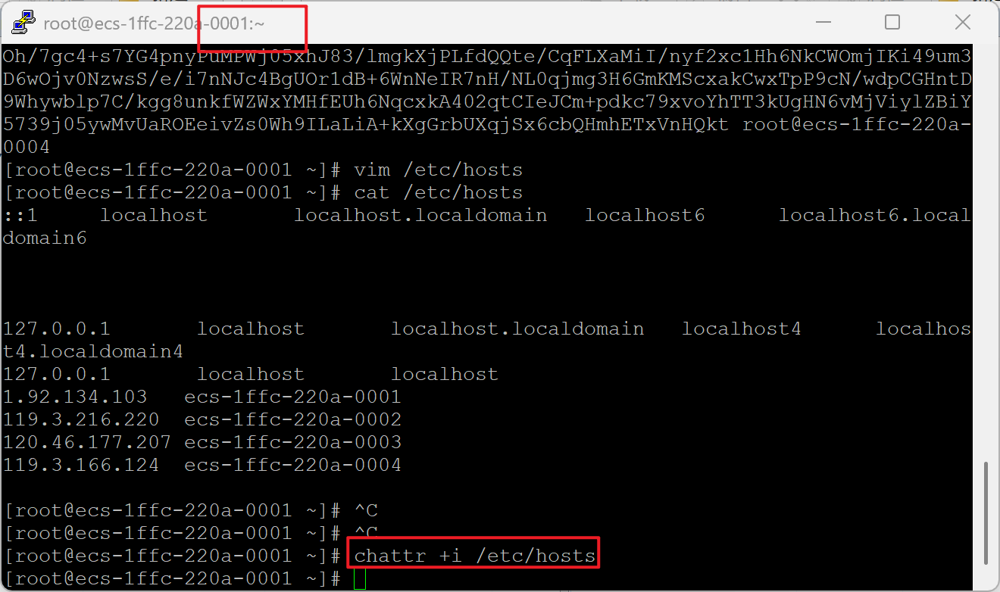 root@ecs-1ffc-220a-0001:~
Oh/7gc4+s7YG4pnyPuMPWj05xhJ83/lmgkXjPLfdQQte/CqFLXaMiI/nyf2xc1Hh6NkCWOmjIKi49um3
D6wOjv0NzwsS/e/i7nNJc4BgUOr1dB+6WnNeIR7nH/NL0qjmg3H6GmKMScxakCwxTpP9cN/wdpCGHntD
9Whywblp7C/kgg8unkfWZWxYMHfEUh6NqcxkA402qtCIeJCm+pdkc79xvoYhTT3kUgHN6vMjViylZBiY
5739j05ywMvUaROEeivZs0Wh9ILaLiA+kXgGrbUXqjSx6cbQHmhETxVnHQkt root@ecs-1ffc-220a-
0004
[root@ecs-1ffc-220a-0001 ~]# vim /etc/hosts
[root@ecs-1ffc-220a-0001 ~]# cat /etc/hosts
::1 localhost localhost.localdomain localhost6 localhost6.local
domain6
127.0.0.1 localhost localhost.localdomain localhost4 localhos
t4.localdomain4
127.0.0.1 localhost localhost
1.92.134.103 ecs-1ffc-220a-0001
119.3.216.220 ecs-1ffc-220a-0002
120.46.177.207 ecs-1ffc-220a-0003
119.3.166.124 ecs-1ffc-220a-0004
[root@ecs-1ffc-220a-0001 ~]# ^C
[root@ecs-1ffc-220a-0001 ~]# ^C
[root@ecs-1ffc-220a-0001 ~]# chattr +i /etc/hosts
[root@ecs-1ffc-220a-0001 ~]#